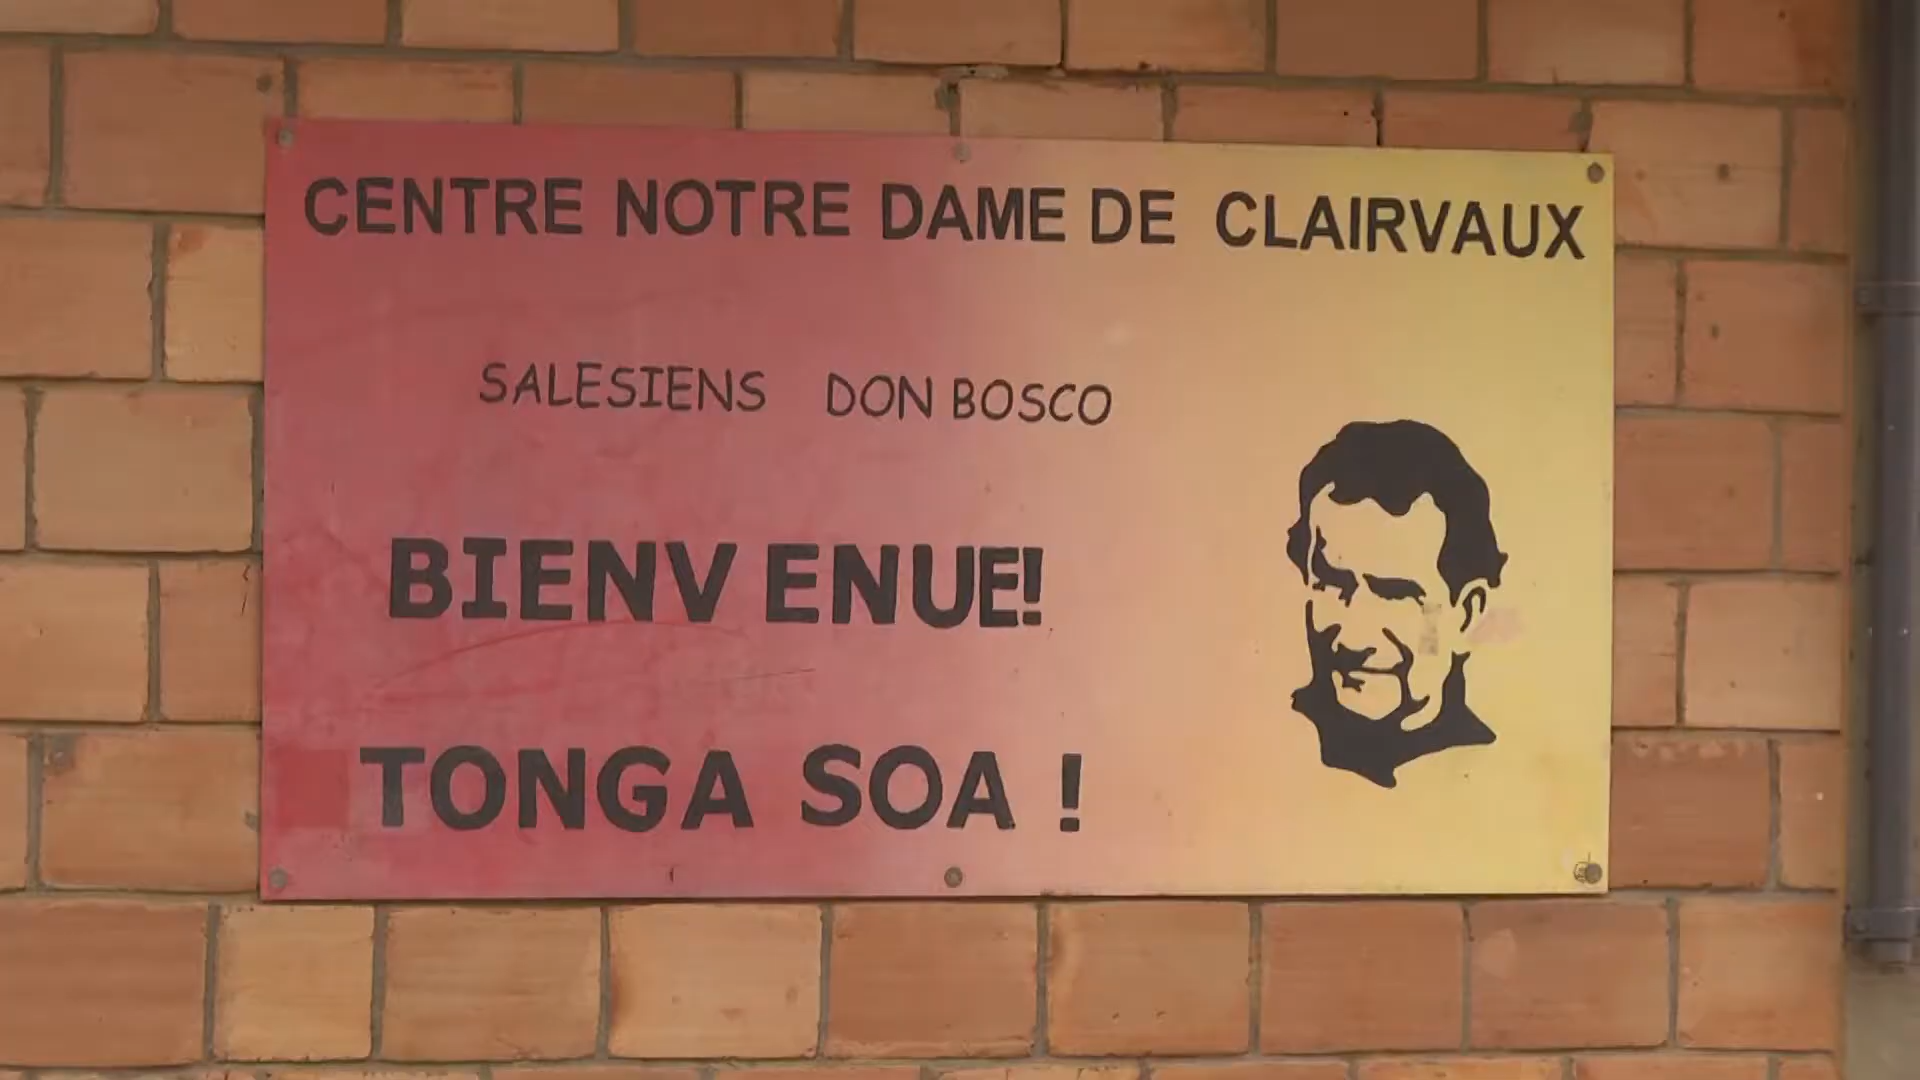 CENTRE NOTRE DAME DE CLAIRVAUX
SALESIENS DON BOSCO
BIENVENUE!
TONGA SOA !